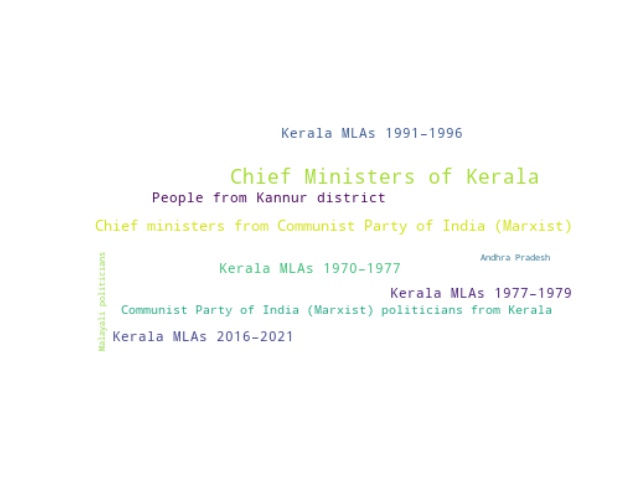 Kerala MLAs 1991–1996
Chief Ministers of Kerala
People from Kannur district
Chief ministers from Communist Party of India (Marxist)
Andhra Pradesh
Kerala MLAs 1970–1977
Kerala MLAs 1977–1979
Communist Party of India (Marxist) politicians from Kerala
Kerala MLAs 2016–2021
Malayali politicians